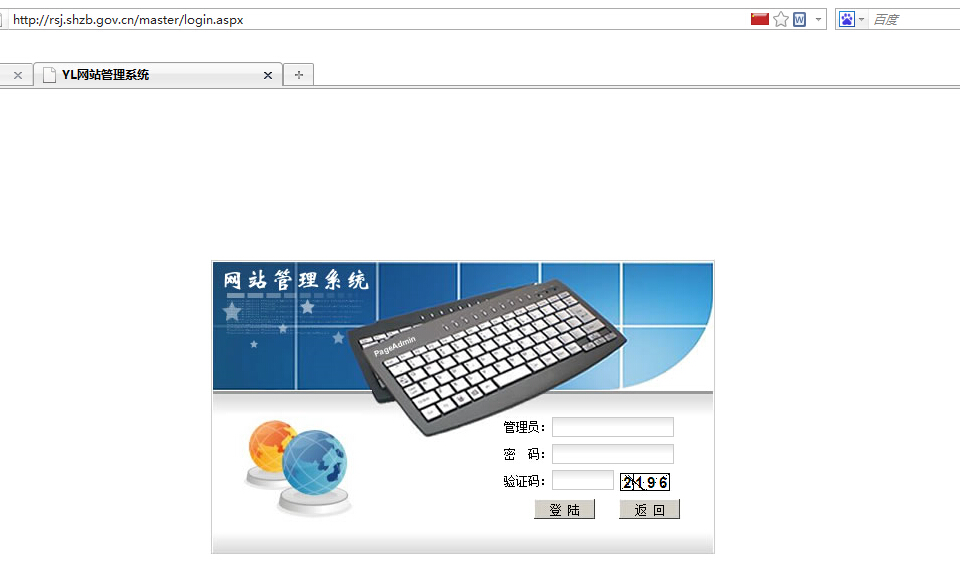 http://rsj.shzb.gov.cn/master/login.aspx
百度
YL网站管理系统
网站管理系统
PageAdmin
管理员：
密 码：
验证码：
2196
登 陆
返 回